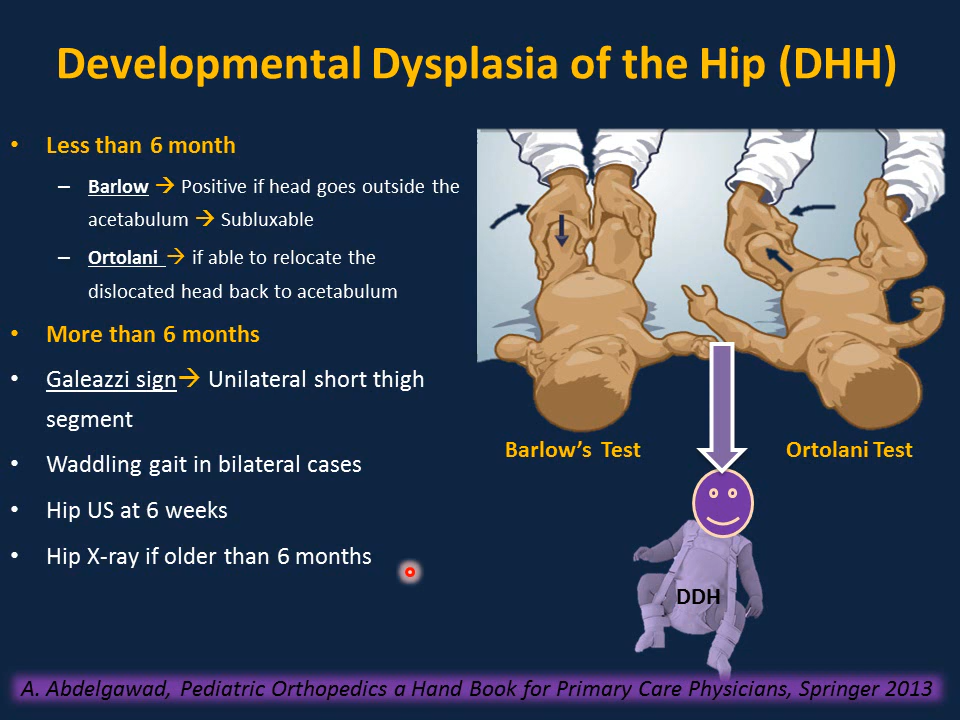 Developmental Dysplasia of the Hip (DHH)
• Less than 6 month
– Barlow → Positive if head goes outside the
acetabulum → Subluxable
– Ortolani → if able to relocate the
dislocated head back to acetabulum
• More than 6 months
• Galeazzi sign→ Unilateral short thigh
segment
• Waddling gait in bilateral cases
• Hip US at 6 weeks
• Hip X-ray if older than 6 months
Barlow's Test
Ortolani Test
DDH
A. Abdelgawad, Pediatric Orthopedics a Hand Book for Primary Care Physicians, Springer 2013